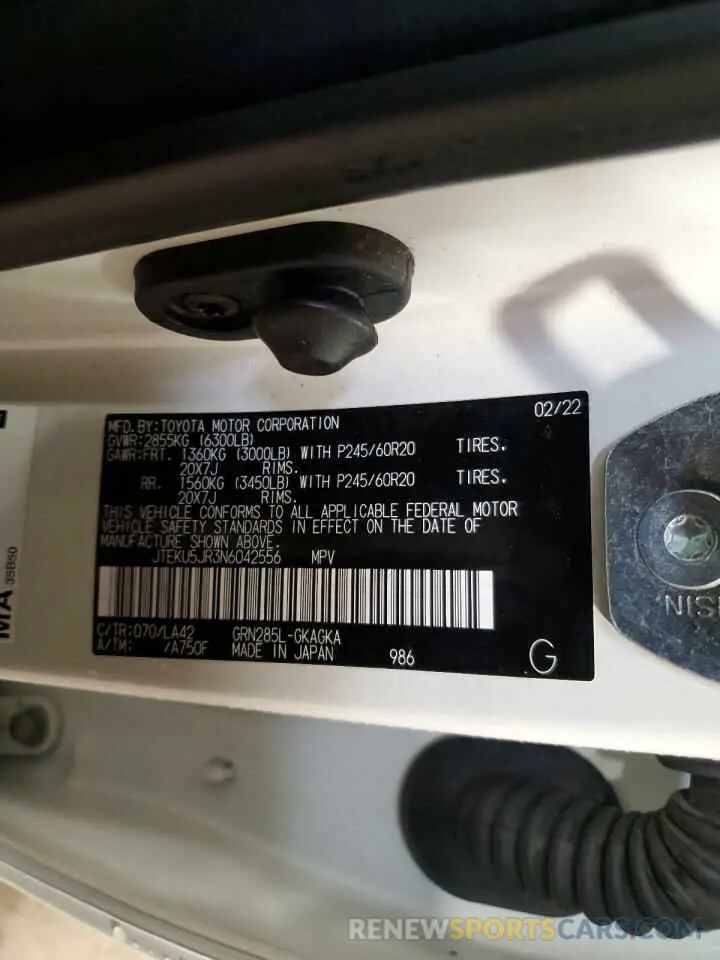 MFD.BY:TOYOTA MOTOR CORPORATION 02/22
GVWR:2855KG (6300LB)
GAWR:FRT. 1360KG (3000LB) WITH P245/60R20 TIRES.
20X7J RIMS.
RR. 1560KG (3450LB) WITH P245/60R20 TIRES.
20X7J RIMS.
THIS VEHICLE CONFORMS TO ALL APPLICABLE FEDERAL MOTOR
VEHICLE SAFETY STANDARDS IN EFFECT ON THE DATE OF
MANUFACTURE SHOWN ABOVE.
JTEKU5JR3N6042556 MPV
C/TR:070/LA42 GRN285L-GKAGKA
A/TM: /A750F MADE IN JAPAN 986
G
MA 35B50
NIS
RENEWSPORTSCARS.COM